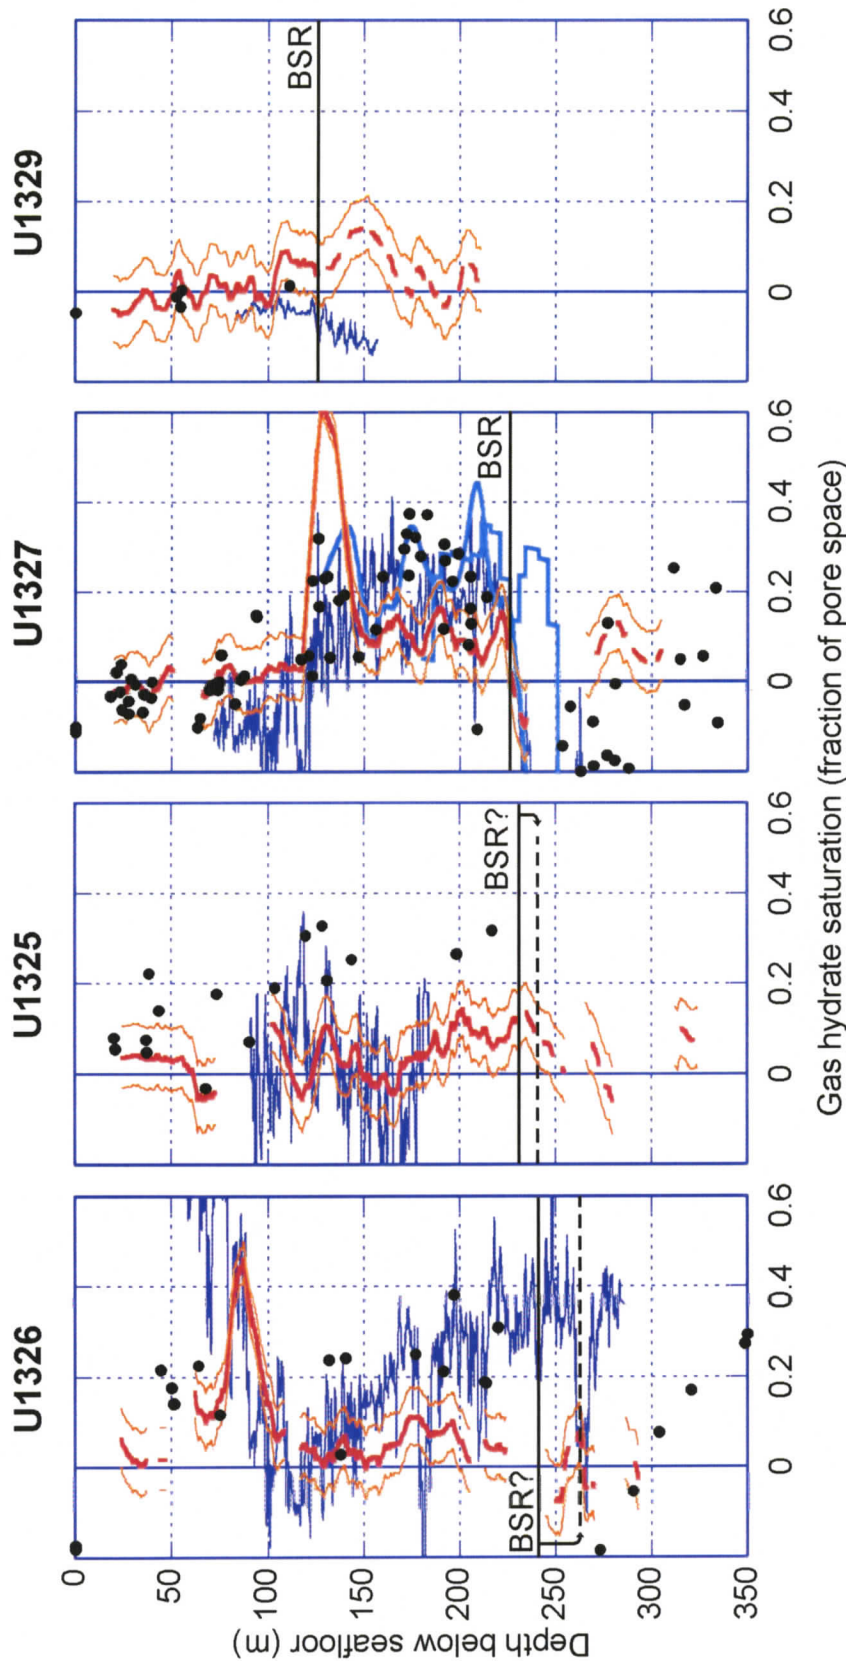 U1326
U1325
U1327
U1329
BSR?
BSR?
BSR
BSR
0
50
100
150
200
250
300
350
Depth below seafloor (m)
0 0.2 0.4 0.6
0 0.2 0.4 0.6
0 0.2 0.4 0.6
0 0.2 0.4 0.6
Gas hydrate saturation (fraction of pore space)